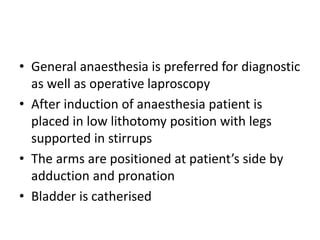 • General anaesthesia is preferred for diagnostic
as well as operative laproscopy
• After induction of anaesthesia patient is
placed in low lithotomy position with legs
supported in stirrups
• The arms are positioned at patient’s side by
adduction and pronation
• Bladder is catherised